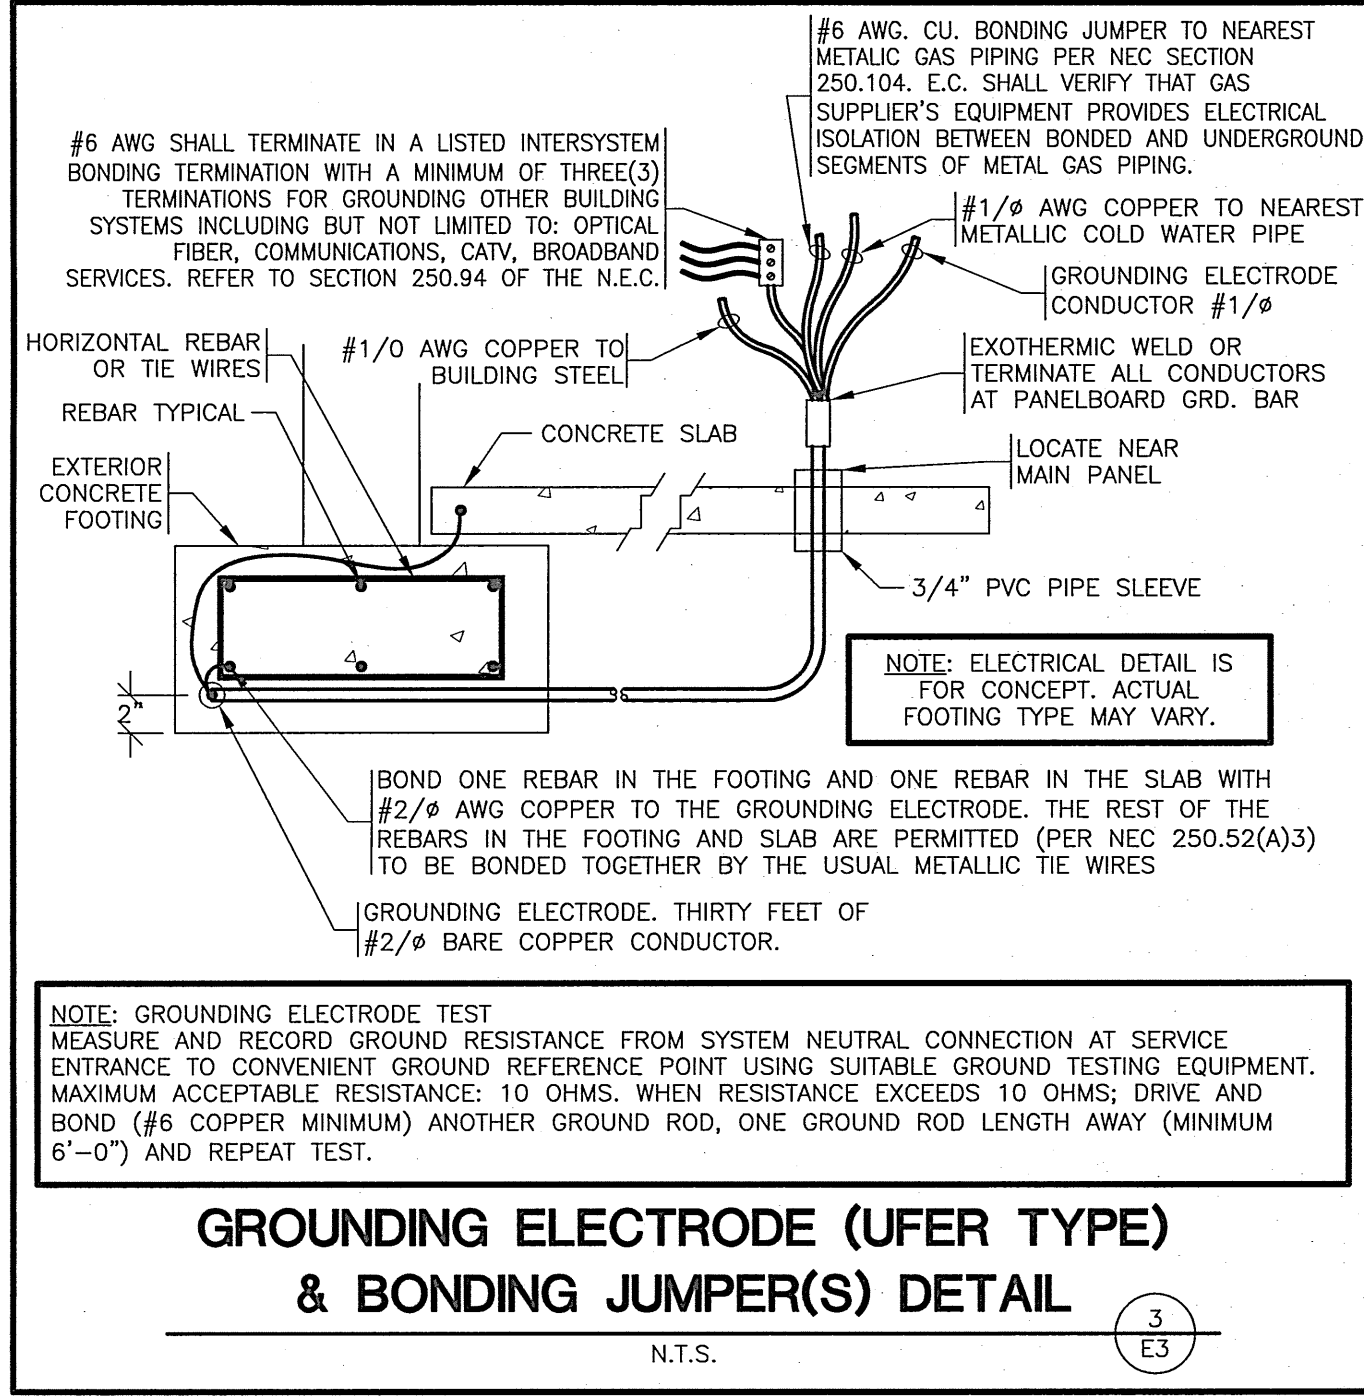 #6 AWG. CU. BONDING JUMPER TO NEAREST
METALIC GAS PIPING PER NEC SECTION
250.104. E.C. SHALL VERIFY THAT GAS
SUPPLIER'S EQUIPMENT PROVIDES ELECTRICAL
ISOLATION BETWEEN BONDED AND UNDERGROUND
SEGMENTS OF METAL GAS PIPING.
#6 AWG SHALL TERMINATE IN A LISTED INTERSYSTEM
BONDING TERMINATION WITH A MINIMUM OF THREE(3)
TERMINATIONS FOR GROUNDING OTHER BUILDING
SYSTEMS INCLUDING BUT NOT LIMITED TO: OPTICAL
FIBER, COMMUNICATIONS, CATV, BROADBAND
SERVICES. REFER TO SECTION 250.94 OF THE N.E.C.
#1/ø AWG COPPER TO NEAREST
METALLIC COLD WATER PIPE
GROUNDING ELECTRODE
CONDUCTOR #1/ø
HORIZONTAL REBAR
OR TIE WIRES
#1/0 AWG COPPER TO
BUILDING STEEL
EXOTHERMIC WELD OR
TERMINATE ALL CONDUCTORS
AT PANELBOARD GRD. BAR
REBAR TYPICAL
CONCRETE SLAB
LOCATE NEAR
MAIN PANEL
EXTERIOR
CONCRETE
FOOTING
3/4" PVC PIPE SLEEVE
NOTE: ELECTRICAL DETAIL IS
FOR CONCEPT. ACTUAL
FOOTING TYPE MAY VARY.
2"
BOND ONE REBAR IN THE FOOTING AND ONE REBAR IN THE SLAB WITH
#2/ø AWG COPPER TO THE GROUNDING ELECTRODE. THE REST OF THE
REBARS IN THE FOOTING AND SLAB ARE PERMITTED (PER NEC 250.52(A)3)
TO BE BONDED TOGETHER BY THE USUAL METALLIC TIE WIRES
GROUNDING ELECTRODE. THIRTY FEET OF
#2/ø BARE COPPER CONDUCTOR.
NOTE: GROUNDING ELECTRODE TEST
MEASURE AND RECORD GROUND RESISTANCE FROM SYSTEM NEUTRAL CONNECTION AT SERVICE
ENTRANCE TO CONVENIENT GROUND REFERENCE POINT USING SUITABLE GROUND TESTING EQUIPMENT.
MAXIMUM ACCEPTABLE RESISTANCE: 10 OHMS. WHEN RESISTANCE EXCEEDS 10 OHMS; DRIVE AND
BOND (#6 COPPER MINIMUM) ANOTHER GROUND ROD, ONE GROUND ROD LENGTH AWAY (MINIMUM
6'-0") AND REPEAT TEST.
GROUNDING ELECTRODE (UFER TYPE)
& BONDING JUMPER(S) DETAIL
N.T.S.
3
E3